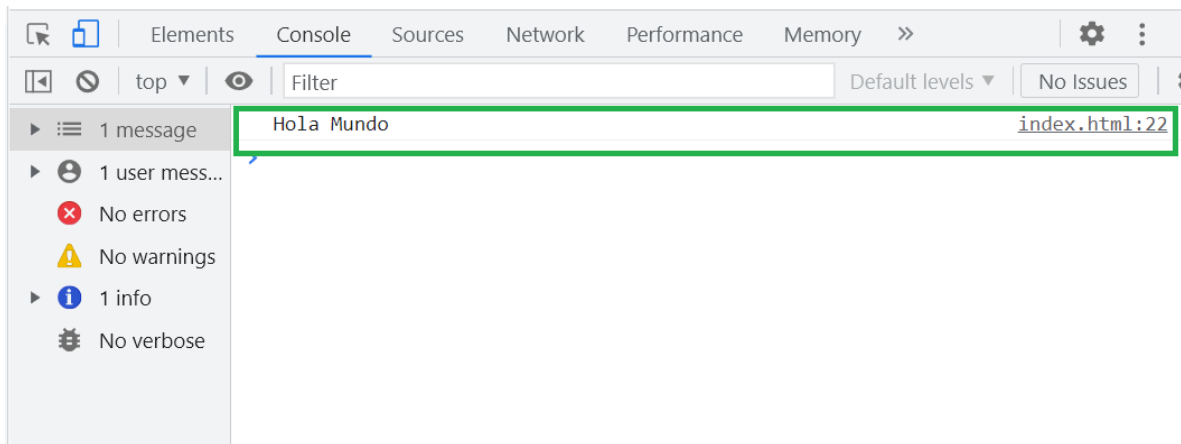 Elements Console Sources Network Performance Memory »
top ▼ Filter Default levels ▼ No Issues
1 message Hola Mundo index.html:22
1 user mess...
No errors
No warnings
1 info
No verbose